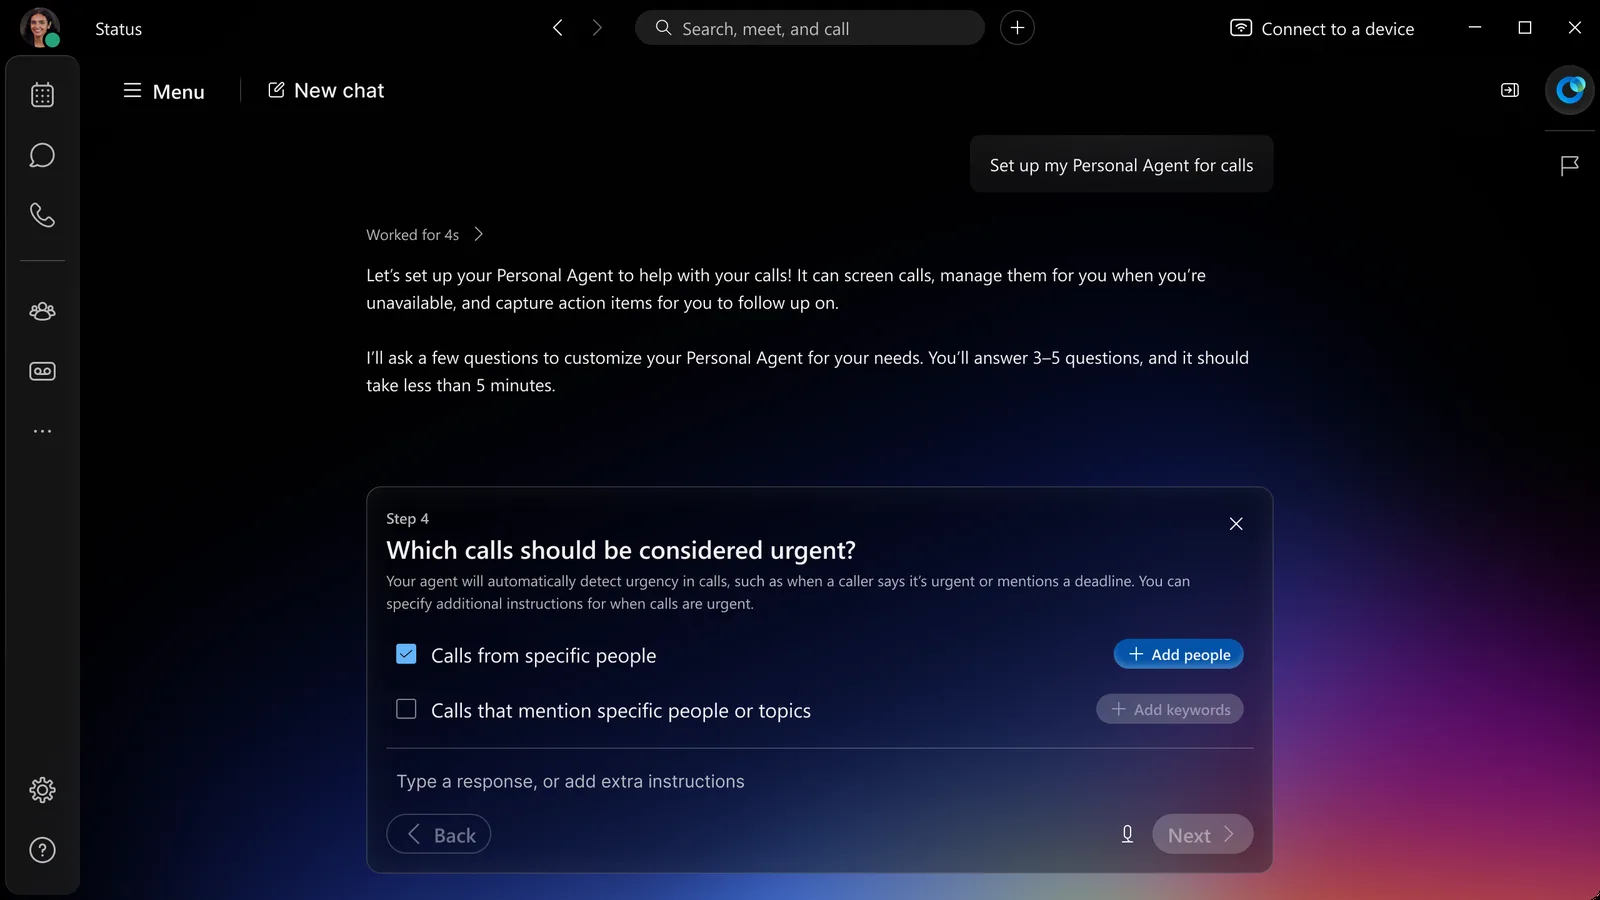 Status
Search, meet, and call
Connect to a device
Menu
New chat
Set up my Personal Agent for calls
Worked for 4s
Let’s set up your Personal Agent to help with your calls! It can screen calls, manage them for you when you’re
unavailable, and capture action items for you to follow up on.
I’ll ask a few questions to customize your Personal Agent for your needs. You’ll answer 3–5 questions, and it should
take less than 5 minutes.
Step 4
Which calls should be considered urgent?
Your agent will automatically detect urgency in calls, such as when a caller says it’s urgent or mentions a deadline. You can
specify additional instructions for when calls are urgent.
Calls from specific people
Add people
Calls that mention specific people or topics
Add keywords
Type a response, or add extra instructions
Back
Next